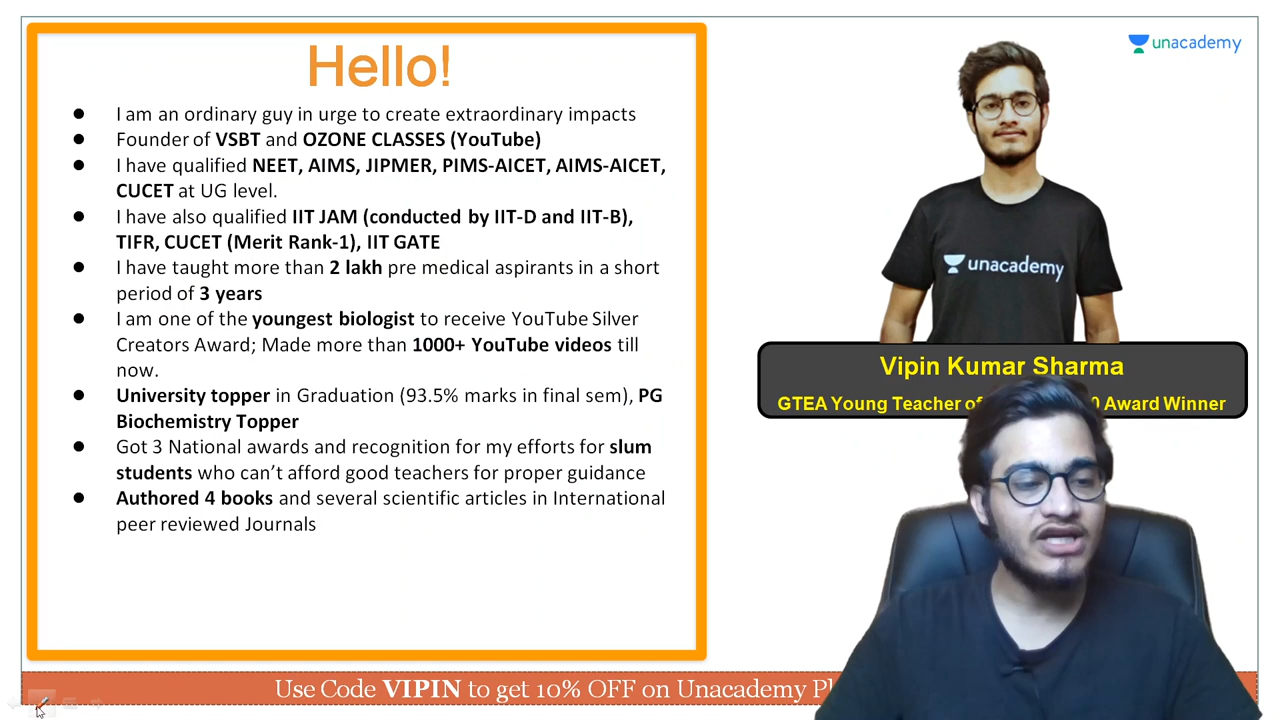 Hello!
unacademy
● I am an ordinary guy in urge to create extraordinary impacts
● Founder of VSBT and OZONE CLASSES (YouTube)
● I have qualified NEET, AIMS, JIPMER, PIMS-AICET, AIMS-AICET,
CUCET at UG level.
● I have also qualified IIT JAM (conducted by IIT-D and IIT-B),
TIFR, CUCET (Merit Rank-1), IIT GATE
● I have taught more than 2 lakh pre medical aspirants in a short
period of 3 years
● I am one of the youngest biologist to receive YouTube Silver
Creators Award; Made more than 1000+ YouTube videos till
now.
● University topper in Graduation (93.5% marks in final sem), PG
Biochemistry Topper
● Got 3 National awards and recognition for my efforts for slum
students who can’t afford good teachers for proper guidance
● Authored 4 books and several scientific articles in International
peer reviewed Journals
unacademy
Vipin Kumar Sharma
GTEA Young Teacher of 0 Award Winner
Use Code VIPIN to get 10% OFF on Unacademy